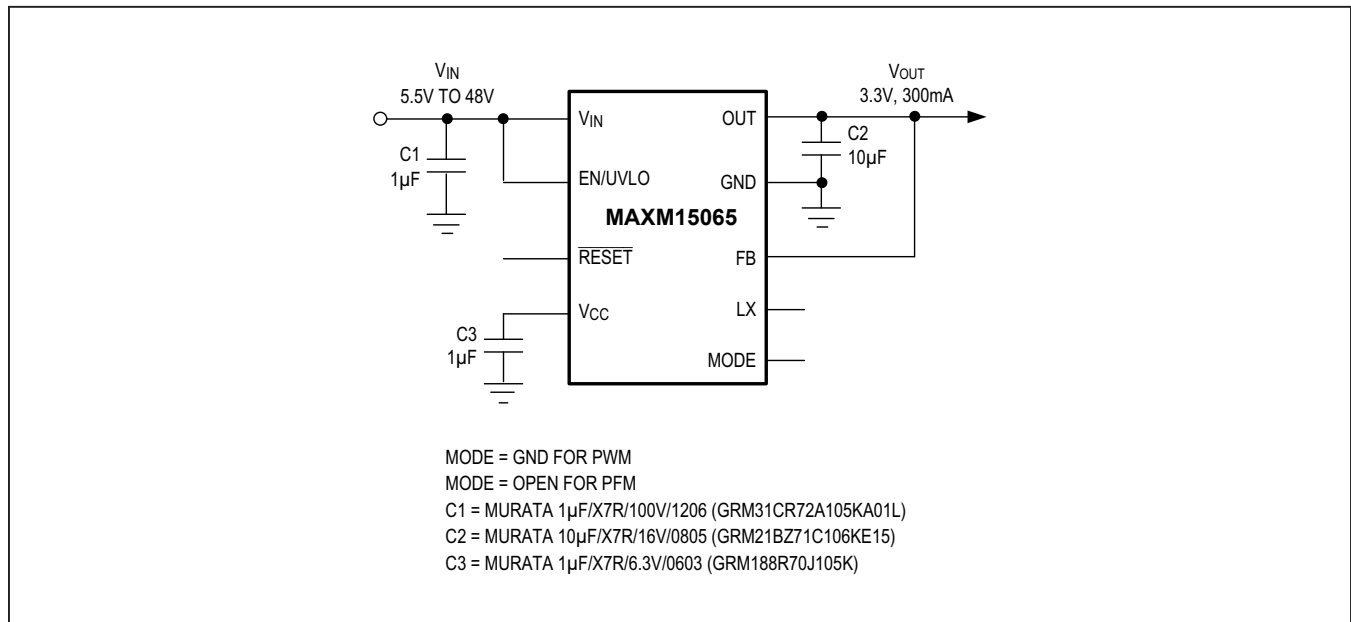 VIN
5.5V TO 48V
C1
1µF
VIN
EN/UVLO
RESET
VCC
C3
1µF
MAXM15065
OUT
GND
FB
LX
MODE
VOUT
3.3V, 300mA
C2
10µF
MODE = GND FOR PWM
MODE = OPEN FOR PFM
C1 = MURATA 1µF/X7R/100V/1206 (GRM31CR72A105KA01L)
C2 = MURATA 10µF/X7R/16V/0805 (GRM21BZ71C106KE15)
C3 = MURATA 1µF/X7R/6.3V/0603 (GRM188R70J105K)